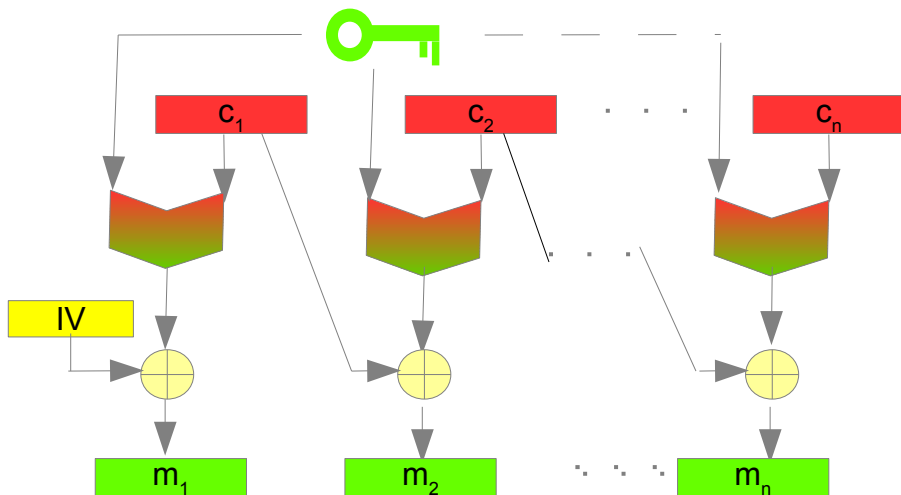 c₁ c₂ . . . cₙ
. . .
IV
m₁ m₂ mₙ